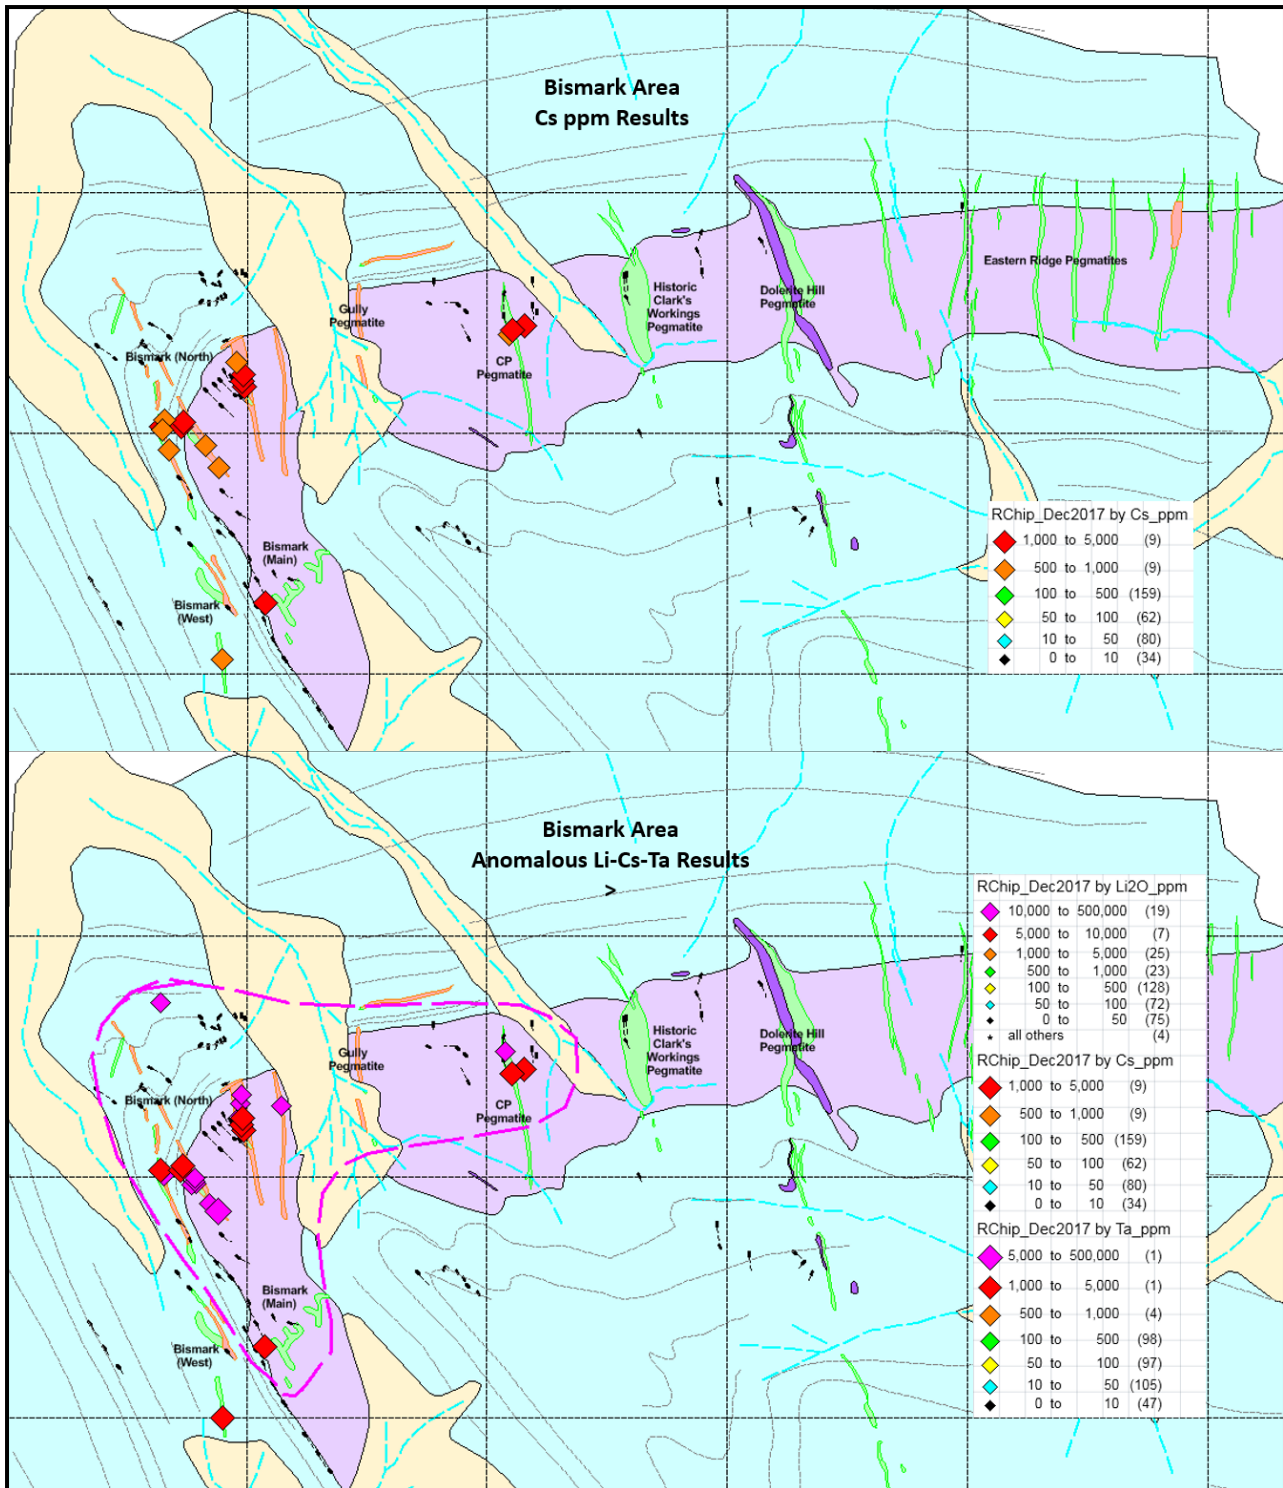 Bismark Area
Cs ppm Results
Eastern Ridge Pegmatites
Historic
Clark's
Workings
Pegmatite
Dolerite Hill
Pegmatite
Gully
Pegmatite
Bismark (North)
CP
Pegmatite
Bismark
(Main)
Bismark
(West)
RChip_Dec2017 by Cs_ppm
1,000 to 5,000 (9)
500 to 1,000 (9)
100 to 500 (159)
50 to 100 (62)
10 to 50 (80)
0 to 10 (34)
Bismark Area
Anomalous Li-Cs-Ta Results
>
Historic
Clark's
Workings
Pegmatite
Dolerite Hill
Pegmatite
Gully
Pegmatite
Bismark (North)
CP
Pegmatite
Bismark
(Main)
Bismark
(West)
RChip_Dec2017 by Li2O_ppm
10,000 to 500,000 (19)
5,000 to 10,000 (7)
1,000 to 5,000 (25)
500 to 1,000 (23)
100 to 500 (128)
50 to 100 (72)
0 to 50 (75)
all others (4)
RChip_Dec2017 by Cs_ppm
1,000 to 5,000 (9)
500 to 1,000 (9)
100 to 500 (159)
50 to 100 (62)
10 to 50 (80)
0 to 10 (34)
RChip_Dec2017 by Ta_ppm
5,000 to 500,000 (1)
1,000 to 5,000 (1)
500 to 1,000 (4)
100 to 500 (98)
50 to 100 (97)
10 to 50 (105)
0 to 10 (47)